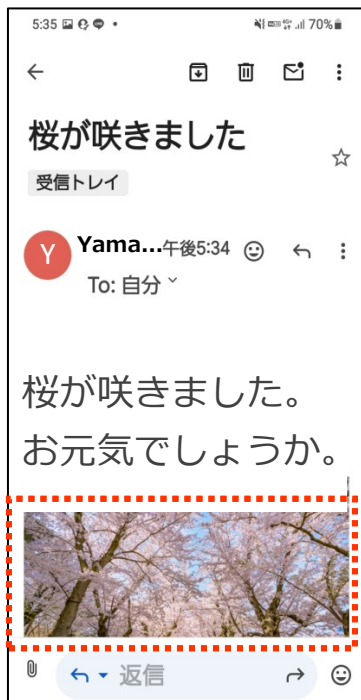 5:35 70%
桜が咲きました
受信トレイ
Y Yama...午後5:34
To: 自分
桜が咲きました。
お元気でしょうか。
返信